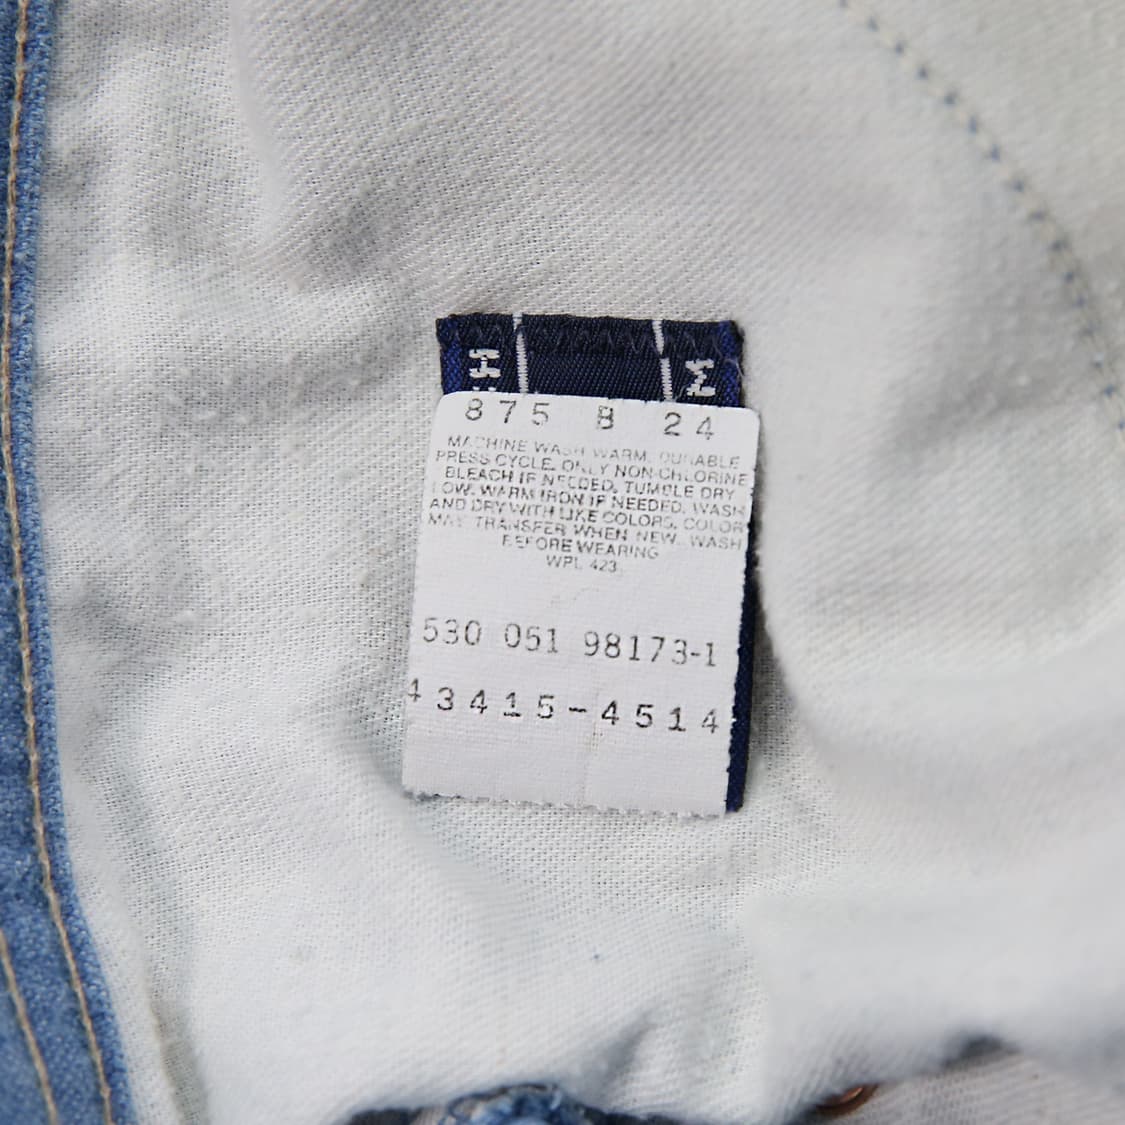 875 B 24
MACHINE WASH WARM, DURABLE
PRESS CYCLE. ONLY NON-CHLORINE
BLEACH IF NEEDED. TUMBLE DRY
LOW. WARM IRON IF NEEDED. WASH
AND DRY WITH LIKE COLORS. COLOR
MAY TRANSFER WHEN NEW. WASH
BEFORE WEARING
WPL 423
530 051 98173-1
43415-4514